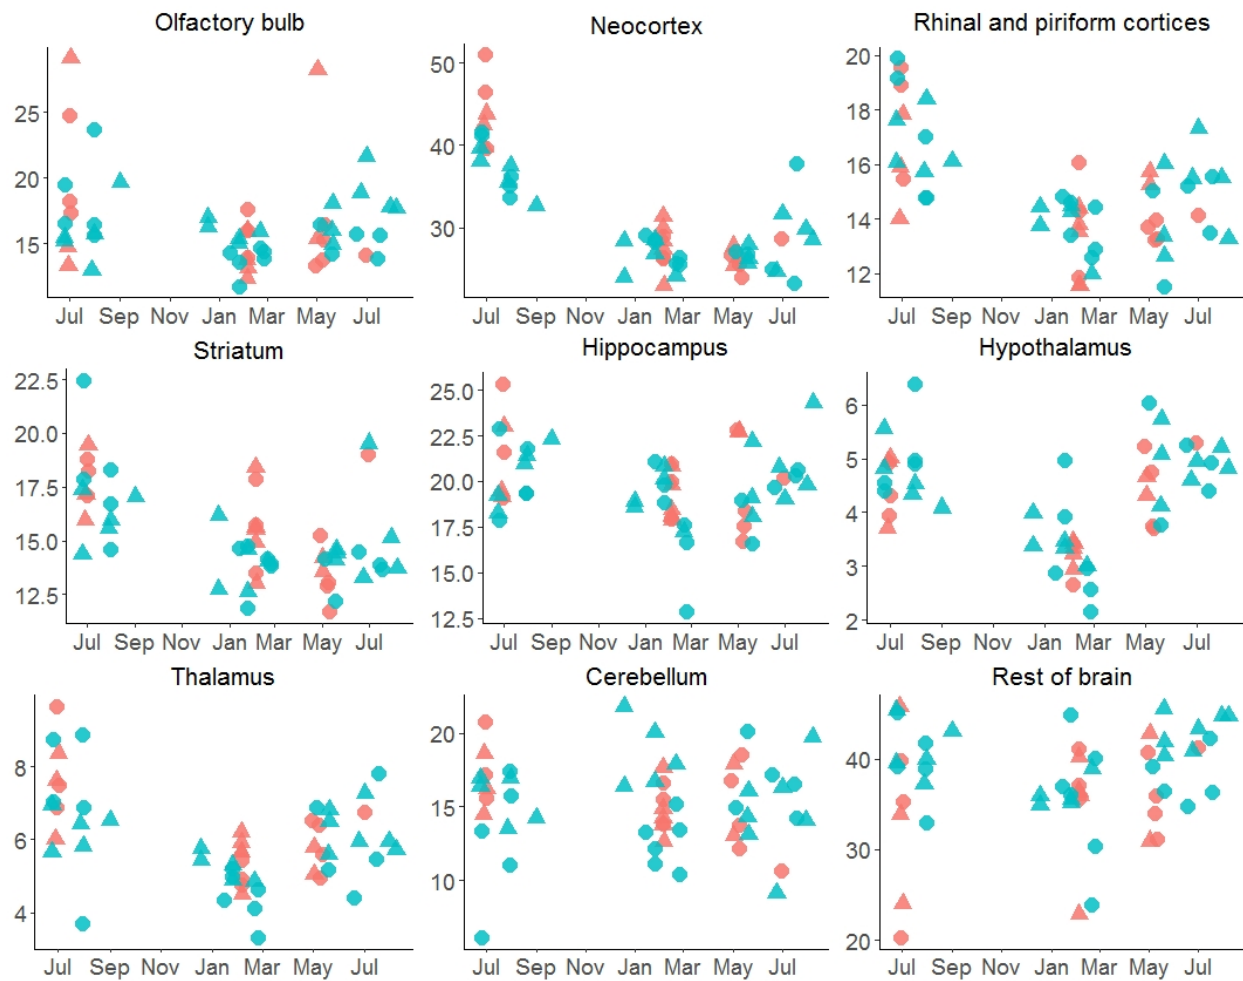 Olfactory bulb
25
20
15
Jul Sep Nov Jan Mar May Jul
Neocortex
50
40
30
Jul Sep Nov Jan Mar May Jul
Rhinal and piriform cortices
20
18
16
14
12
Jul Sep Nov Jan Mar May Jul
Striatum
22.5
20.0
17.5
15.0
12.5
Jul Sep Nov Jan Mar May Jul
Hippocampus
25.0
22.5
20.0
17.5
15.0
12.5
Jul Sep Nov Jan Mar May Jul
Hypothalamus
6
5
4
3
2
Jul Sep Nov Jan Mar May Jul
Thalamus
8
6
4
Jul Sep Nov Jan Mar May Jul
Cerebellum
20
15
10
Jul Sep Nov Jan Mar May Jul
Rest of brain
40
30
20
Jul Sep Nov Jan Mar May Jul